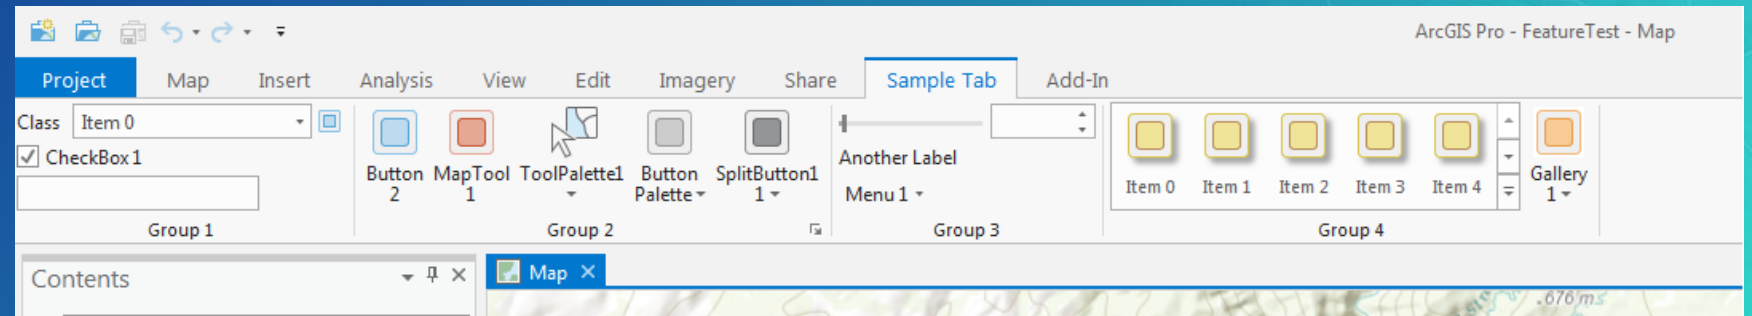 ArcGIS Pro - FeatureTest - Map
Project Map Insert Analysis View Edit Imagery Share Sample Tab Add-In
Class Item 0
CheckBox 1
Group 1
Button 2
MapTool 1
ToolPalette1
Button Palette
SplitButton1 1
Group 2
Another Label
Menu 1
Group 3
Item 0 Item 1 Item 2 Item 3 Item 4
Gallery 1
Group 4
Contents
Map
.676 ms